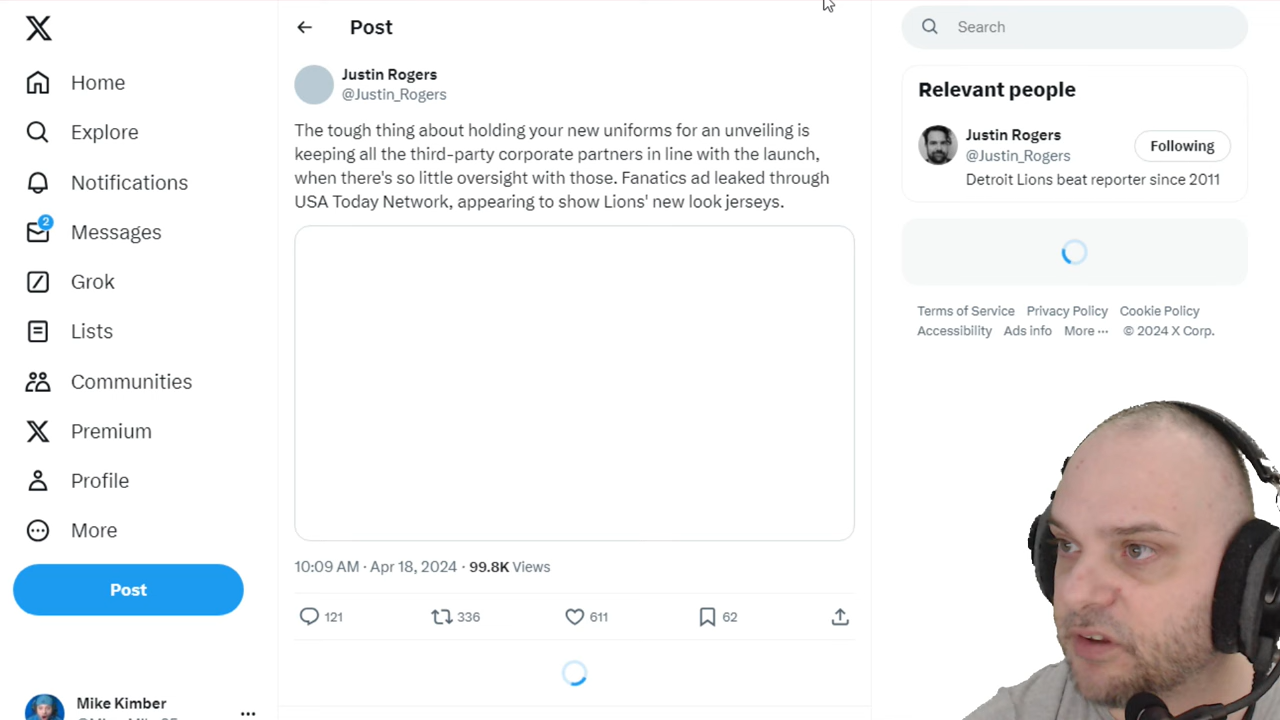 Home
Explore
Notifications
2
Messages
Grok
Lists
Communities
Premium
Profile
More
Post
Mike Kimber
Post
Justin Rogers
@Justin_Rogers
The tough thing about holding your new uniforms for an unveiling is
keeping all the third-party corporate partners in line with the launch,
when there's so little oversight with those. Fanatics ad leaked through
USA Today Network, appearing to show Lions' new look jerseys.
10:09 AM · Apr 18, 2024 · 99.8K Views
121 336 611 62
Search
Relevant people
Justin Rogers
@Justin_Rogers
Following
Detroit Lions beat reporter since 2011
Terms of Service Privacy Policy Cookie Policy
Accessibility Ads info More ··· © 2024 X Corp.